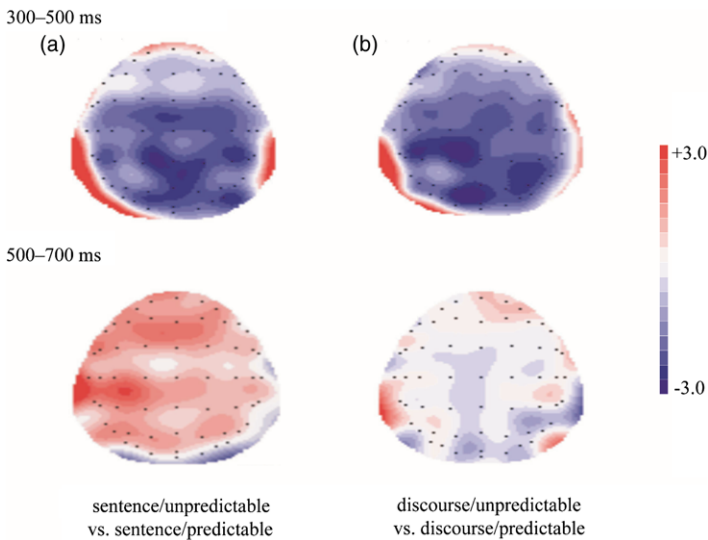 300–500 ms
(a)
(b)
+3.0
500–700 ms
-3.0
sentence/unpredictable
vs. sentence/predictable
discourse/unpredictable
vs. discourse/predictable